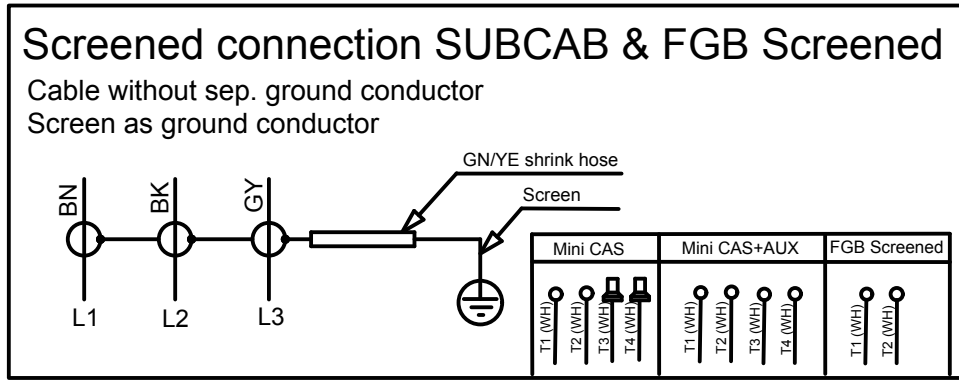 Screened connection SUBCAB & FGB Screened
Cable without sep. ground conductor
Screen as ground conductor
GN/YE shrink hose
Screen
BN
BK
GY
L1
L2
L3
Mini CAS
Mini CAS+AUX
FGB Screened
T1 (WH)
T2 (WH)
T3 (WH)
T4 (WH)
T1 (WH)
T2 (WH)
T3 (WH)
T4 (WH)
T1 (WH)
T2 (WH)